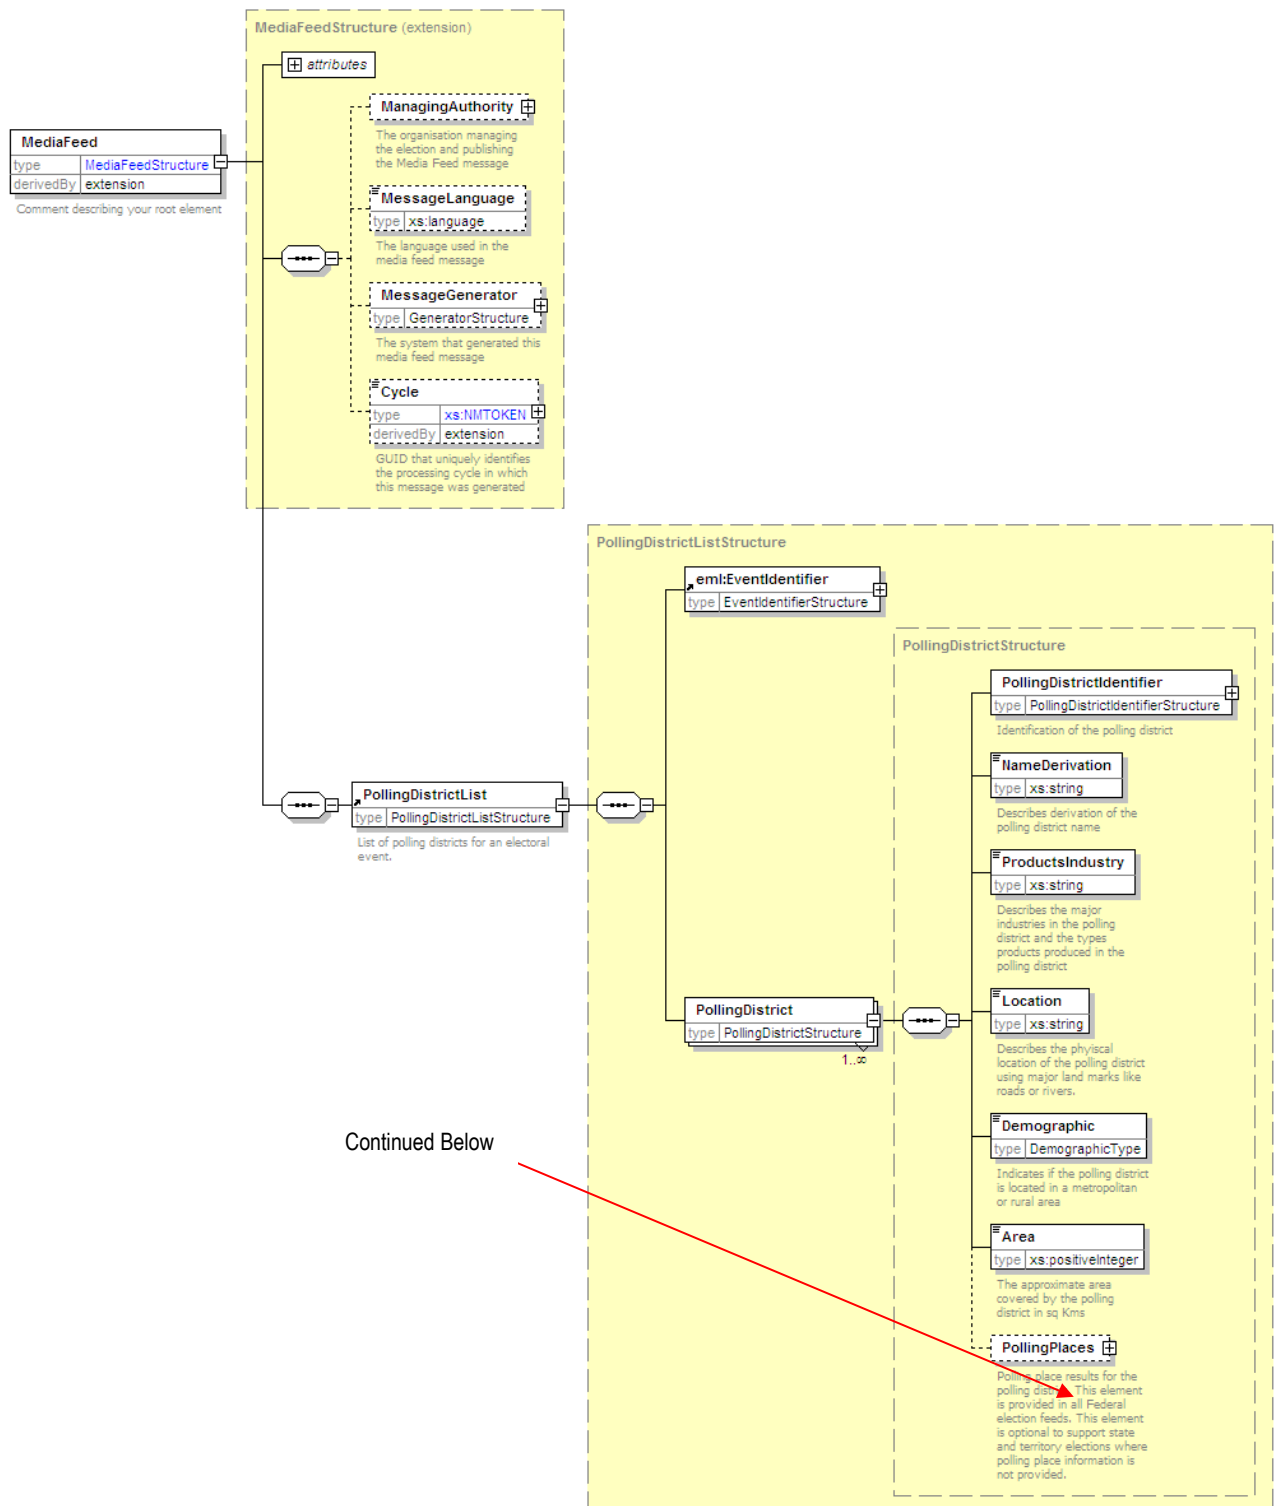 MediaFeedStructure (extension)
attributes
ManagingAuthority
The organisation managing
the election and publishing
the Media Feed message
MediaFeed
type MediaFeedStructure
derivedBy extension
Comment describing your root element
MessageLanguage
type xs:language
The language used in the
media feed message
MessageGenerator
type GeneratorStructure
The system that generated this
media feed message
Cycle
type xs:NMTOKEN
derivedBy extension
GUID that uniquely identifies
the processing cycle in which
this message was generated
PollingDistrictListStructure
eml:EventIdentifier
type EventIdentifierStructure
PollingDistrictStructure
PollingDistrictIdentifier
type PollingDistrictIdentifierStructure
Identification of the polling district
NameDerivation
type xs:string
Describes derivation of the
polling district name
PollingDistrictList
type PollingDistrictListStructure
List of polling districts for an electoral
event.
ProductsIndustry
type xs:string
Describes the major
industries in the polling
district and the types
products produced in the
polling district
PollingDistrict
type PollingDistrictStructure
1..∞
Location
type xs:string
Describes the phyiscal
location of the polling district
using major land marks like
roads or rivers.
Demographic
type DemographicType
Indicates if the polling district
is located in a metropolitan
or rural area
Continued Below
Area
type xs:positiveInteger
The approximate area
covered by the polling
district in sq Kms
PollingPlaces
Polling place results for the
polling This element
is provided in all Federal
election feeds. This element
is optional to support state
and territory elections where
polling place information is
not provided.